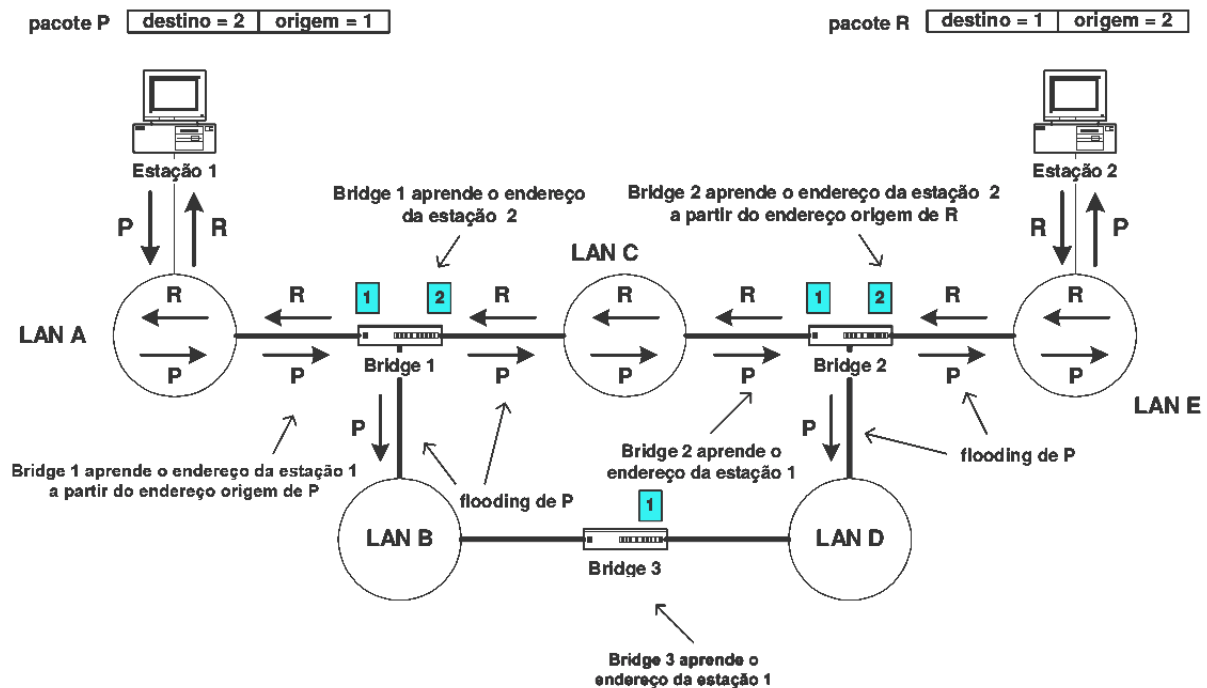 pacote P destino = 2 origem = 1
pacote R destino = 1 origem = 2
Estação 1
Estação 2
P
R
R
P
Bridge 1 aprende o endereço
da estação 2
Bridge 2 aprende o endereço da estação 2
a partir do endereço origem de R
LAN C
LAN A
R
R
1
2
R
R
R
1
2
R
R
P
P
Bridge 1
P
P
P
Bridge 2
P
P
LAN E
P
P
Bridge 1 aprende o endereço da estação 1
a partir do endereço origem de P
flooding de P
Bridge 2 aprende o
endereço da estação 1
flooding de P
1
LAN B
LAN D
Bridge 3
Bridge 3 aprende o
endereço da estação 1